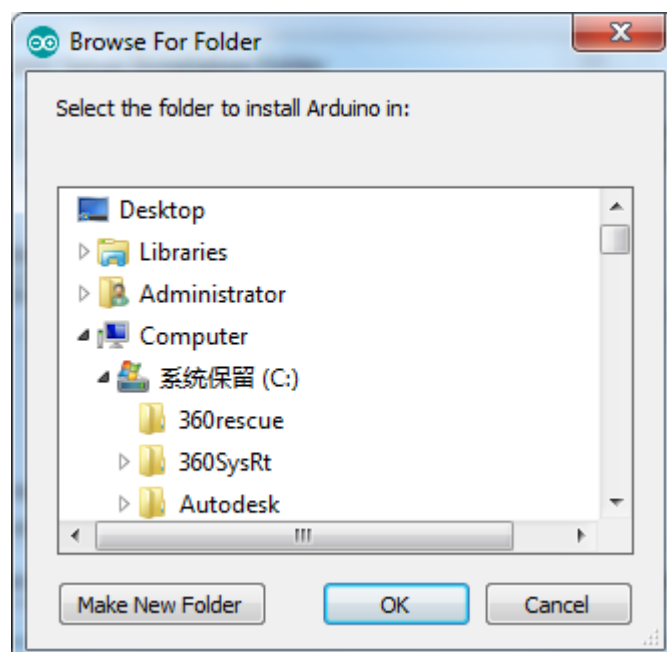 Browse For Folder
Select the folder to install Arduino in:
Desktop
Libraries
Administrator
Computer
系统保留 (C:)
360rescue
360SysRt
Autodesk
Make New Folder
OK
Cancel